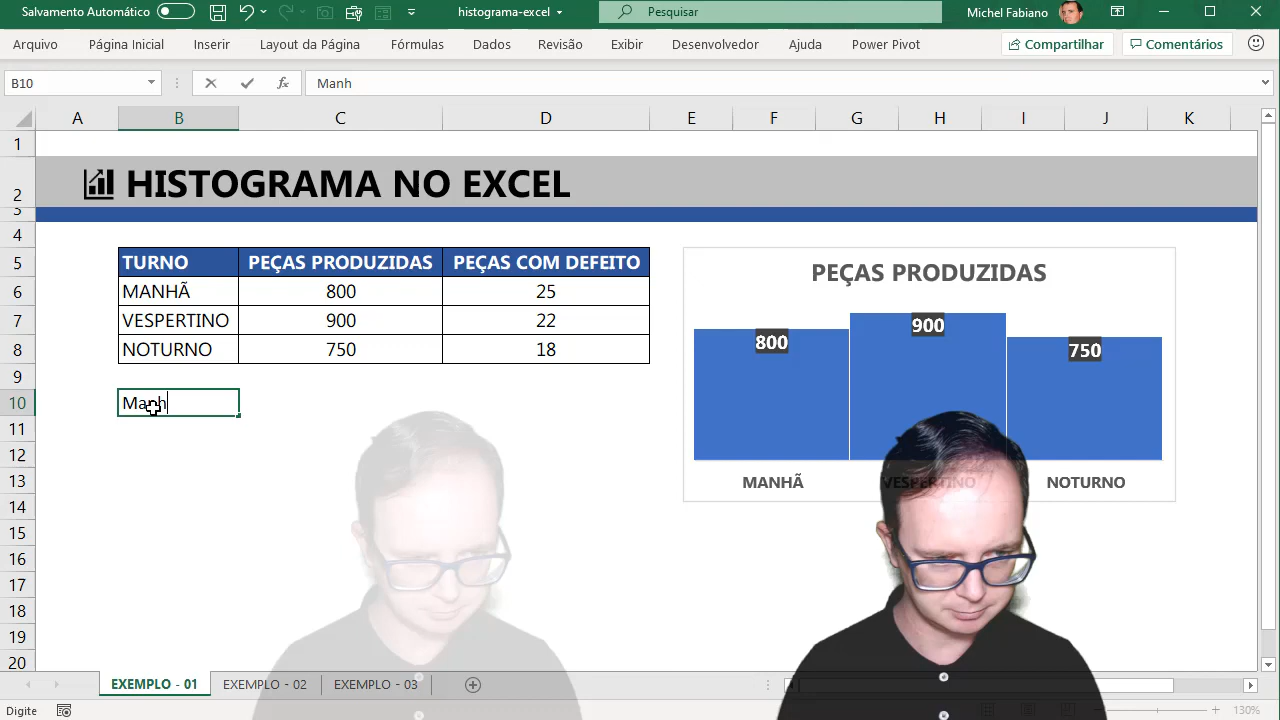 Salvamento Automático
histograma-excel
Pesquisar
Michel Fabiano
Arquivo Página Inicial Inserir Layout da Página Fórmulas Dados Revisão Exibir Desenvolvedor Ajuda Power Pivot Compartilhar Comentários
B10 fx Manh
A B C D E F G H I J K
1
2 HISTOGRAMA NO EXCEL
3
4
5 TURNO PEÇAS PRODUZIDAS PEÇAS COM DEFEITO
6 MANHÃ 800 25
7 VESPERTINO 900 22
8 NOTURNO 750 18
9
10 Manh
11
12
13
14
15
16
17
18
19
20
PEÇAS PRODUZIDAS
800 900 750
MANHÃ VESPERTINO NOTURNO
EXEMPLO - 01 EXEMPLO - 02 EXEMPLO - 03
Digite 130%